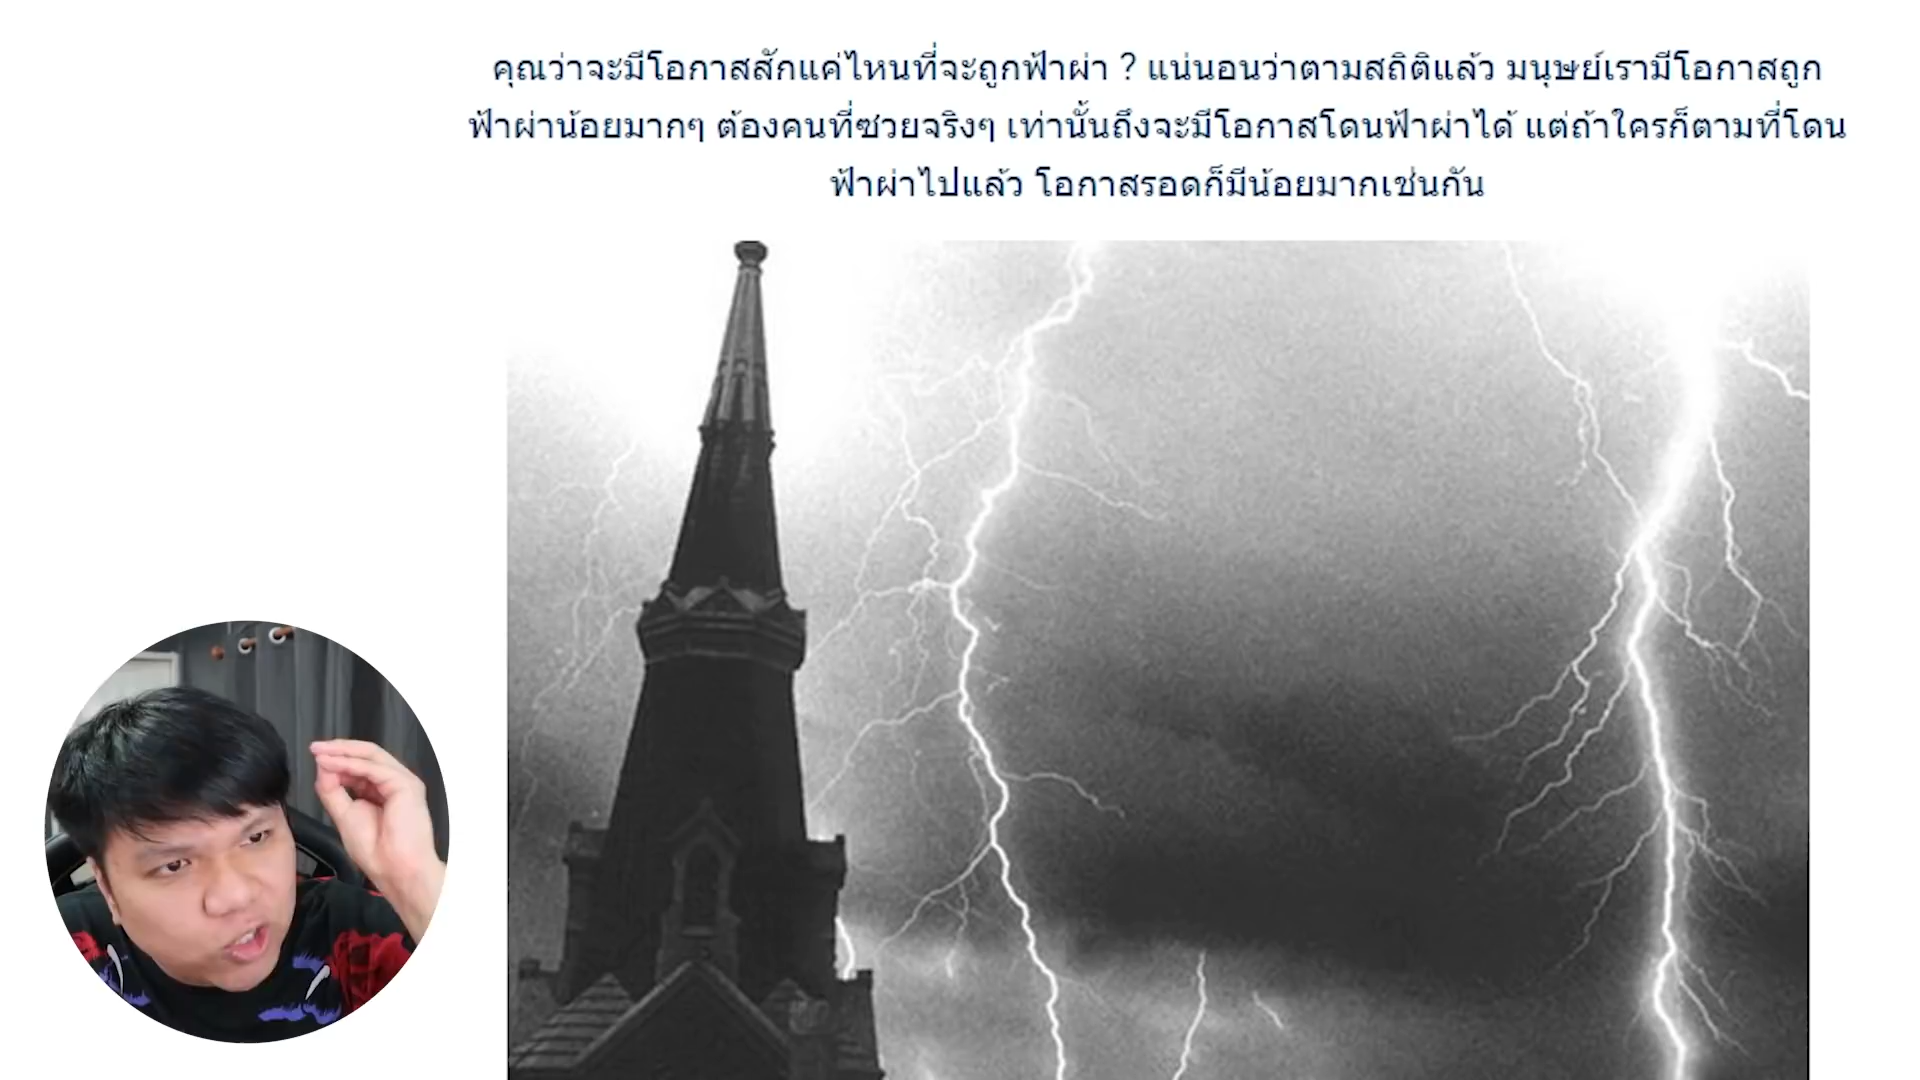 คุณว่าจะมีโอกาสสักแค่ไหนที่จะถูกฟ้าผ่า ? แน่นอนว่าตามสถิติแล้ว มนุษย์เรามีโอกาสถูก
ฟ้าผ่าน้อยมากๆ ต้องคนที่ซวยจริงๆ เท่านั้นถึงจะมีโอกาสโดนฟ้าผ่าได้ แต่ถ้าใครก็ตามที่โดน
ฟ้าผ่าไปแล้ว โอกาสรอดก็มีน้อยมากเช่นกัน